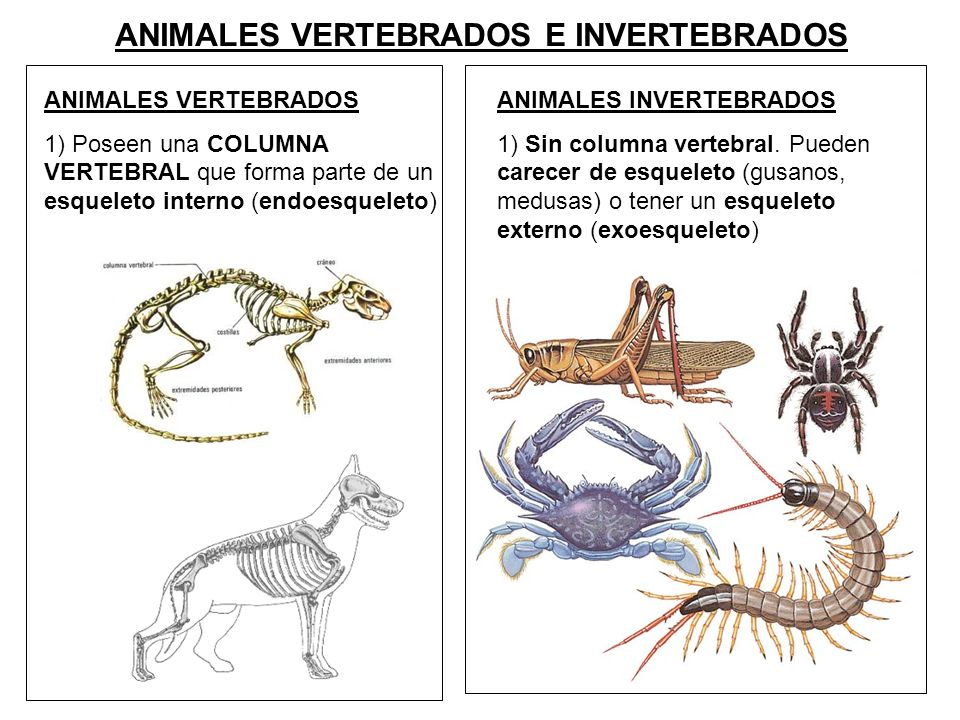 ANIMALES VERTEBRADOS E INVERTEBRADOS
ANIMALES VERTEBRADOS
1) Poseen una COLUMNA
VERTEBRAL que forma parte de un
esqueleto interno (endoesqueleto)
columna vertebral
cráneo
costillas
extremidades anteriores
extremidades posteriores
ANIMALES INVERTEBRADOS
1) Sin columna vertebral. Pueden
carecer de esqueleto (gusanos,
medusas) o tener un esqueleto
externo (exoesqueleto)